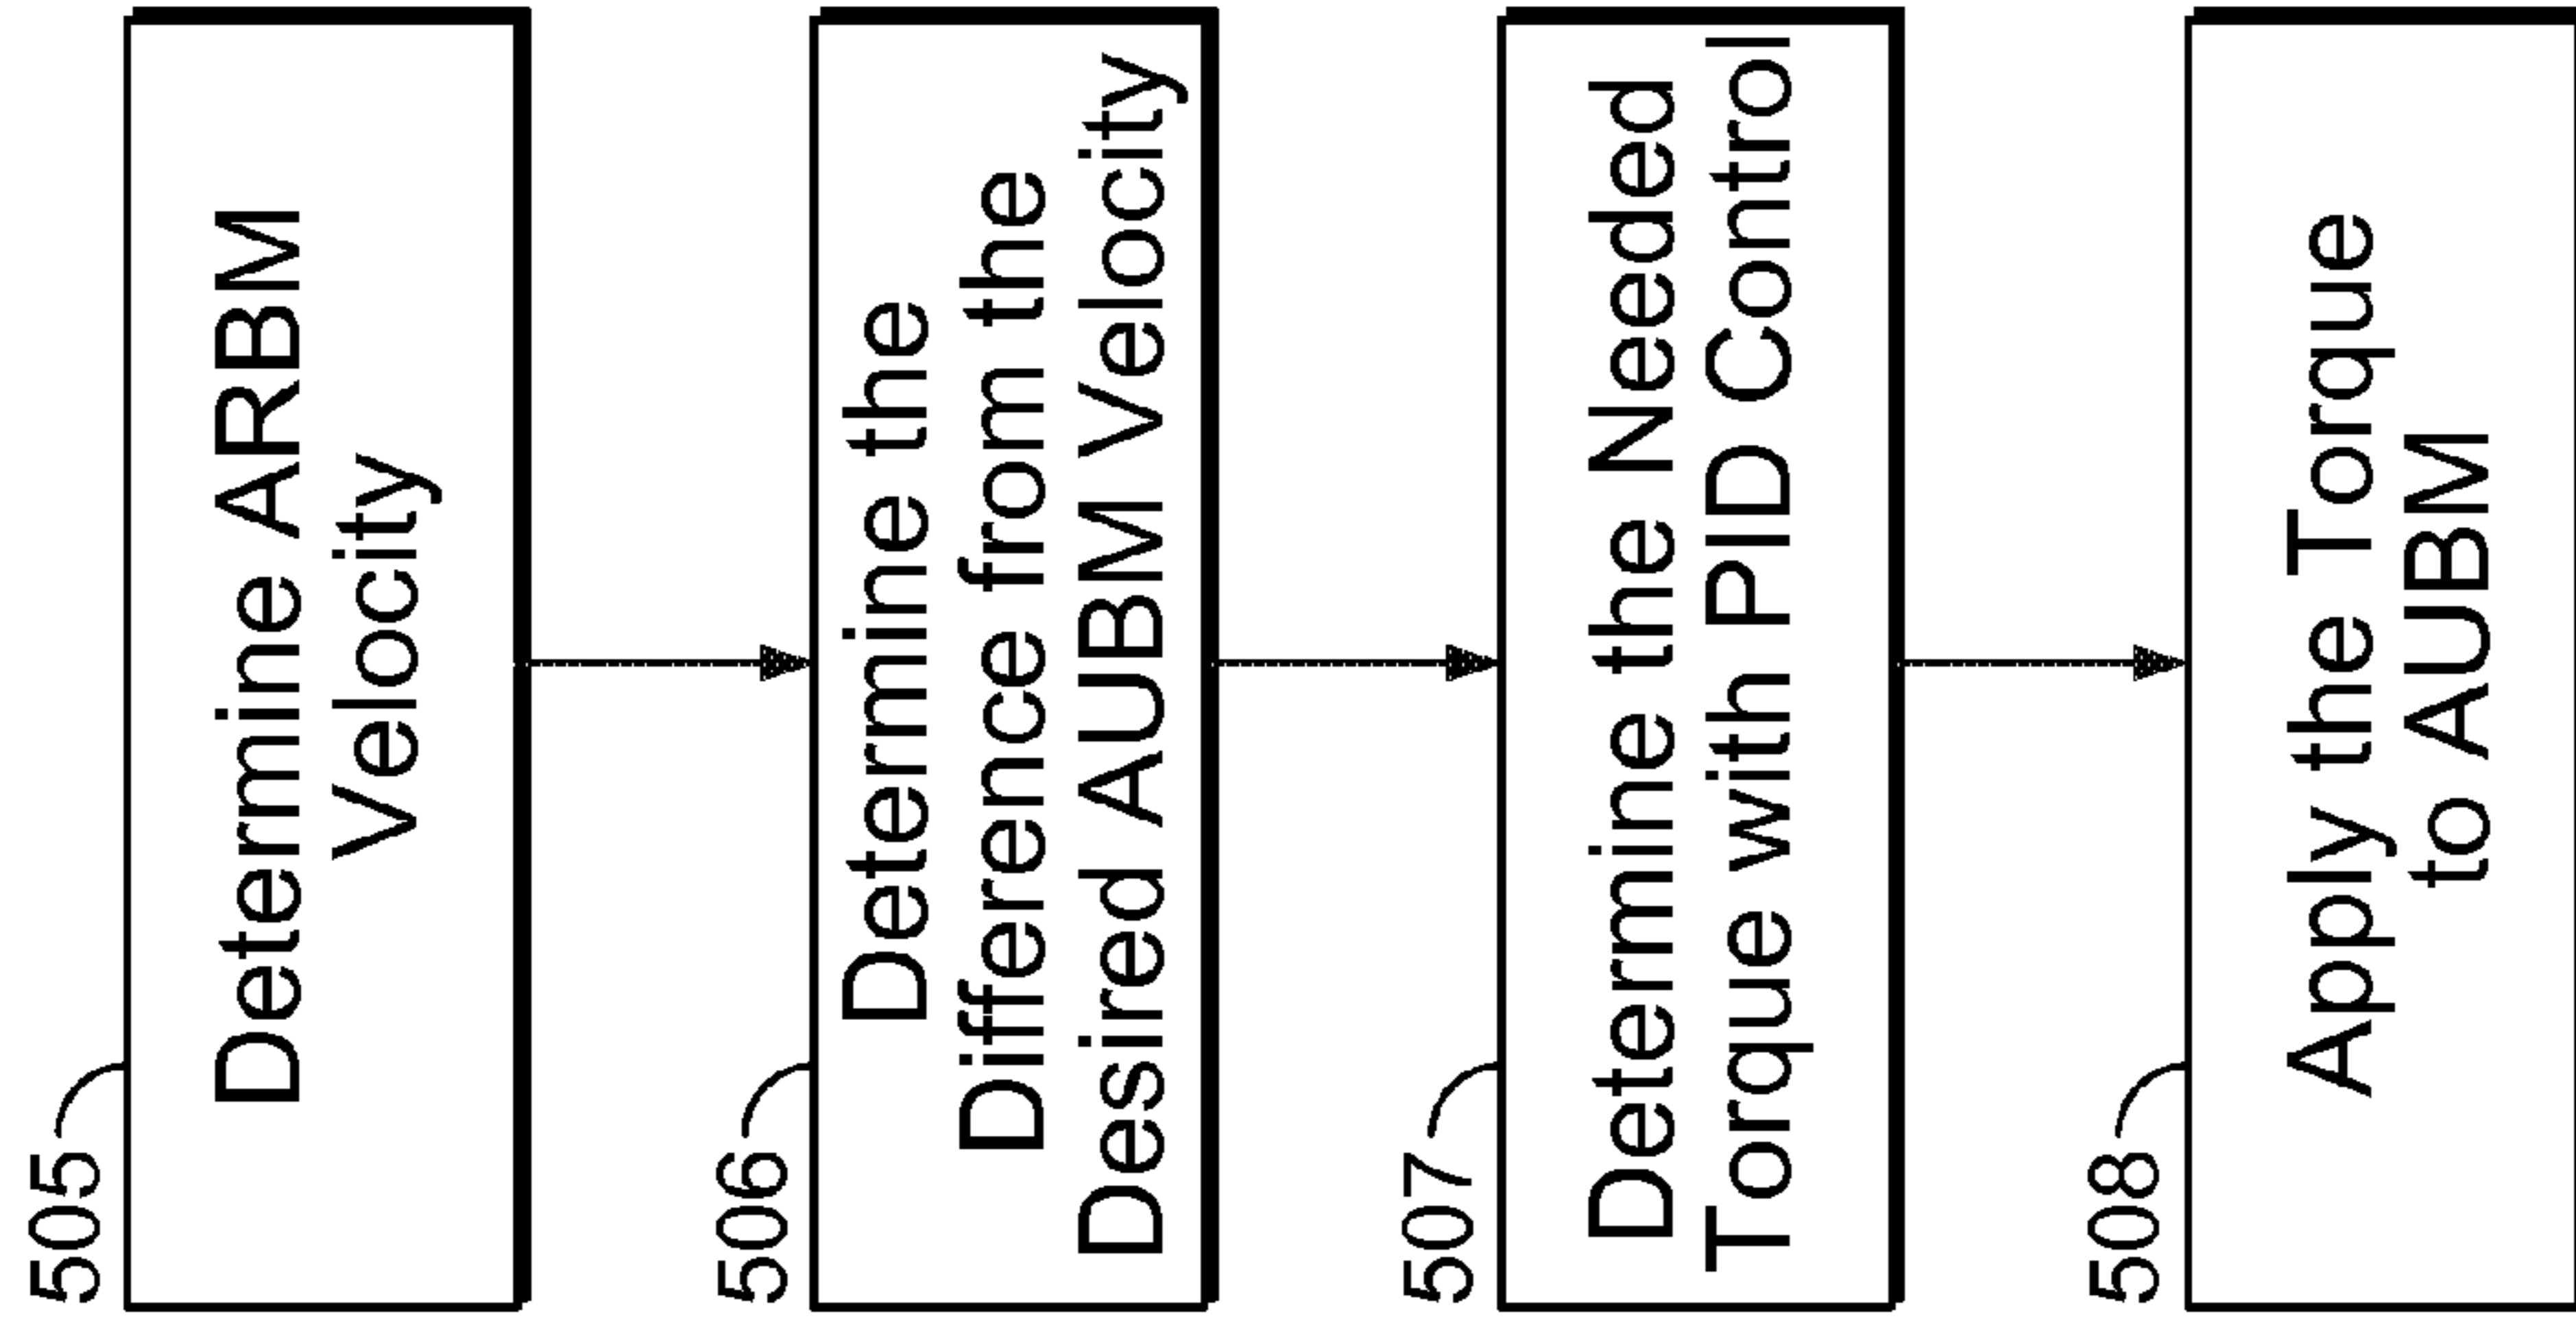 505
Determine ARBM
Velocity
506
Determine the
Difference from the
Desired AUBM Velocity
507
Determine the Needed
Torque with PID Control
508
Apply the Torque
to AUBM